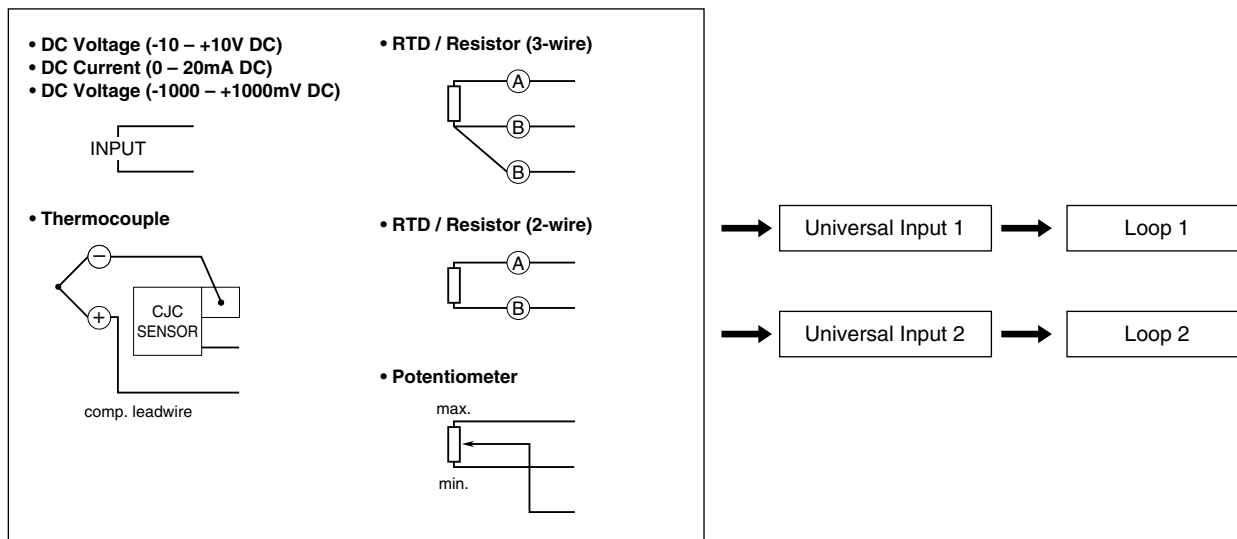 • DC Voltage (-10 – +10V DC)
• DC Current (0 – 20mA DC)
• DC Voltage (-1000 – +1000mV DC)
INPUT
• Thermocouple
−
+
CJC
SENSOR
comp. leadwire
• RTD / Resistor (3-wire)
A
B
B
• RTD / Resistor (2-wire)
A
B
• Potentiometer
max.
min.
Universal Input 1
Loop 1
Universal Input 2
Loop 2